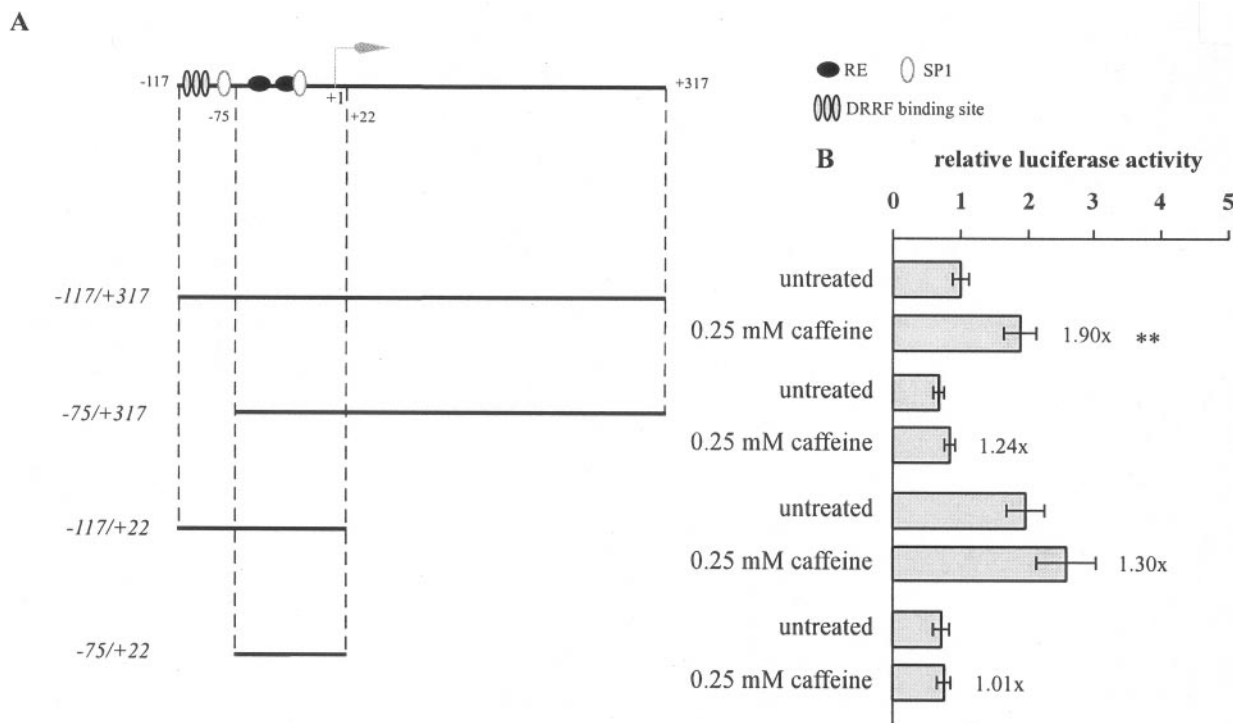 A
-117
+317
-75
+1
+22
RE
SP1
DRRF binding site
B
relative luciferase activity
0 1 2 3 4 5
-117/+317
untreated
0.25 mM caffeine
1.90x **
-75/+317
untreated
0.25 mM caffeine
1.24x
-117/+22
untreated
0.25 mM caffeine
1.30x
-75/+22
untreated
0.25 mM caffeine
1.01x